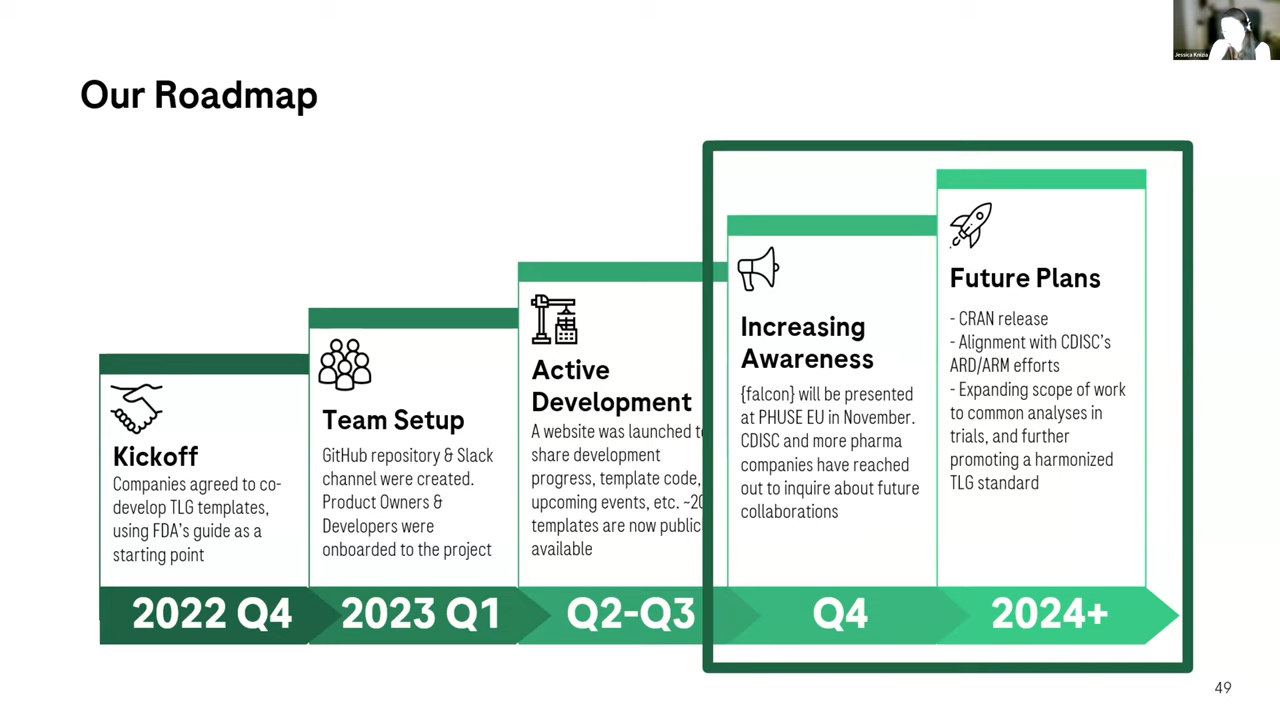 Jessica Knizia
Our Roadmap
Kickoff
Companies agreed to co-
develop TLG templates,
using FDA's guide as a
starting point
2022 Q4
Team Setup
GitHub repository & Slack
channel were created.
Product Owners &
Developers were
onboarded to the project
2023 Q1
Active
Development
A website was launched to
share development
progress, template code,
upcoming events, etc. ~20
templates are now public
available
Q2-Q3
Increasing
Awareness
{falcon} will be presented
at PHUSE EU in November.
CDISC and more pharma
companies have reached
out to inquire about future
collaborations
Q4
Future Plans
- CRAN release
- Alignment with CDISC's
ARD/ARM efforts
- Expanding scope of work
to common analyses in
trials, and further
promoting a harmonized
TLG standard
2024+
49